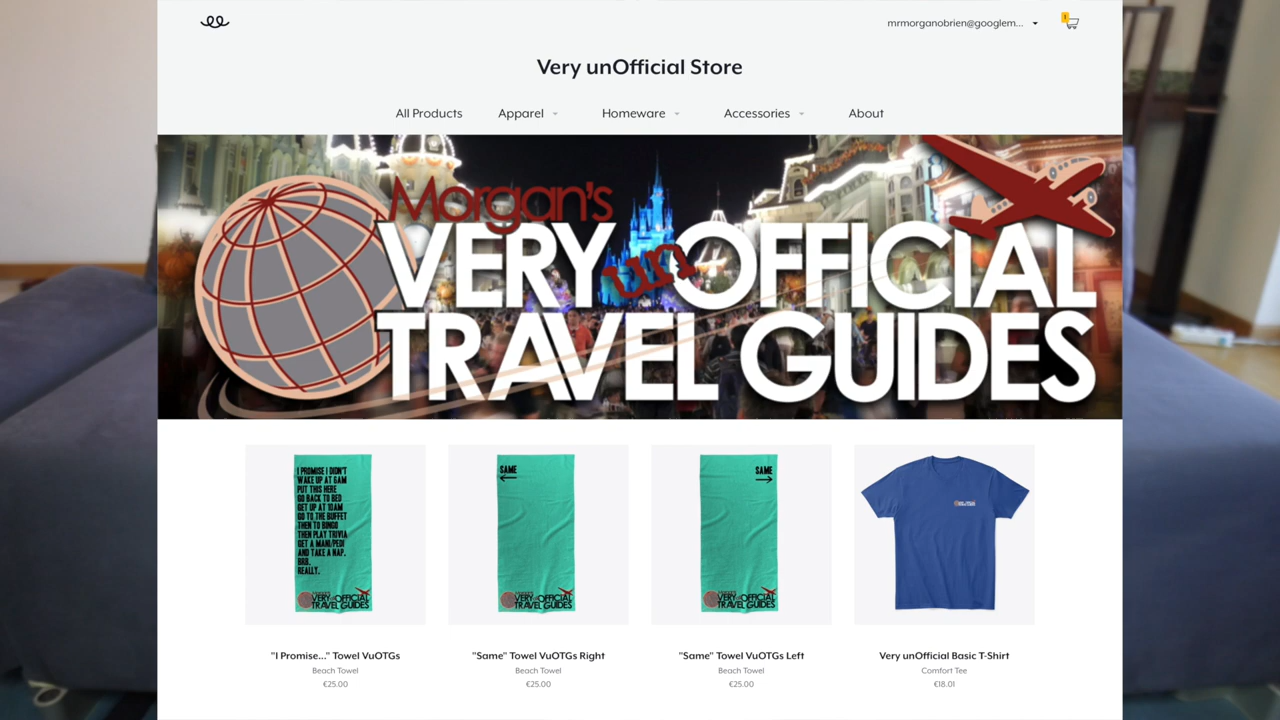 mrmorganobrien@googlem...
1
Very unOfficial Store
All Products Apparel Homeware Accessories About
Morgan's
VERY unOFFICIAL
TRAVEL GUIDES
I PROMISE I DIDN'T
WAKE UP AT 6AM
PUT THIS HERE
GO BACK TO BED
GET UP AT 10AM
GO TO THE BUFFET
THEN TO BINGO
THEN PLAY TRIVIA
GET A MANI/PEDI
AND TAKE A NAP.
BRB.
REALLY.
VERY unOFFICIAL
TRAVEL GUIDES
SAME
VERY unOFFICIAL
TRAVEL GUIDES
SAME
VERY unOFFICIAL
TRAVEL GUIDES
"I Promise..." Towel VuOTGs
Beach Towel
€25.00
"Same" Towel VuOTGs Right
Beach Towel
€25.00
"Same" Towel VuOTGs Left
Beach Towel
€25.00
Very unOfficial Basic T-Shirt
Comfort Tee
€18.01